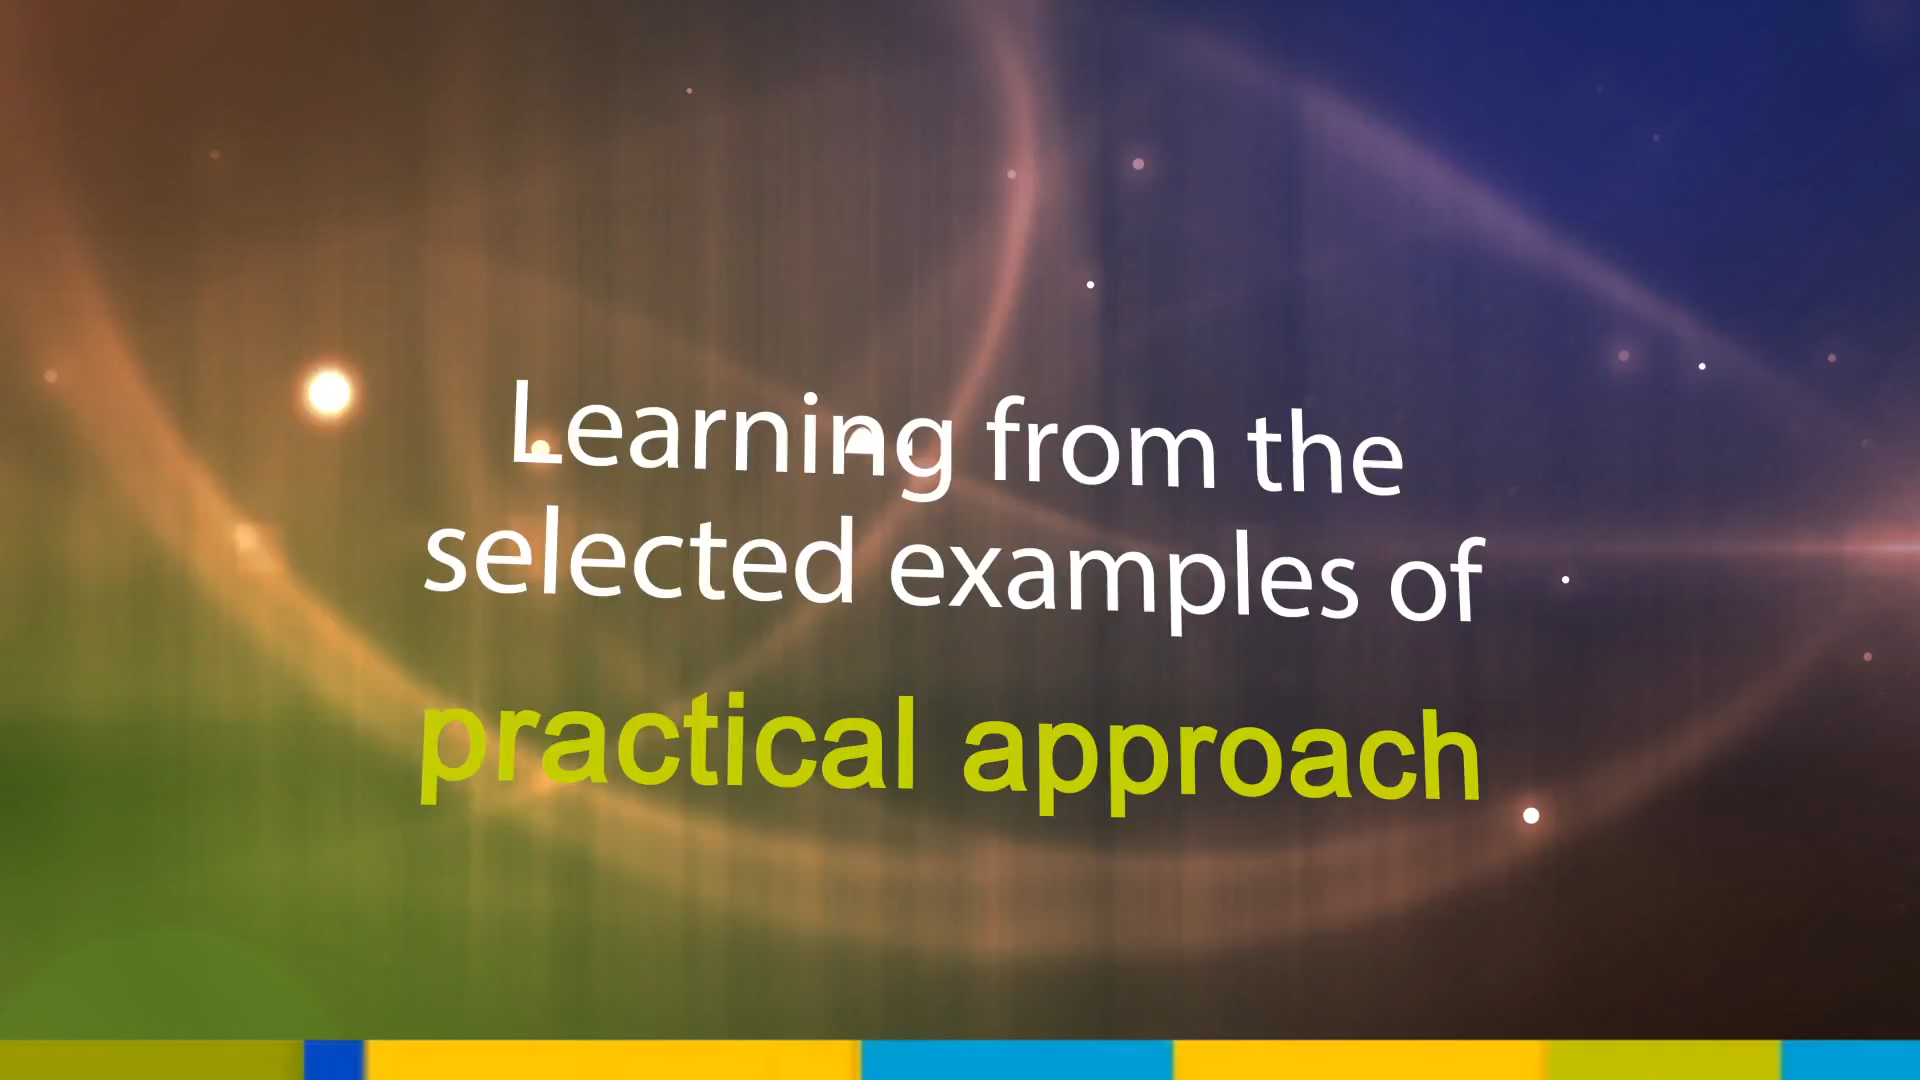 Learning from the
selected examples of
practical approach